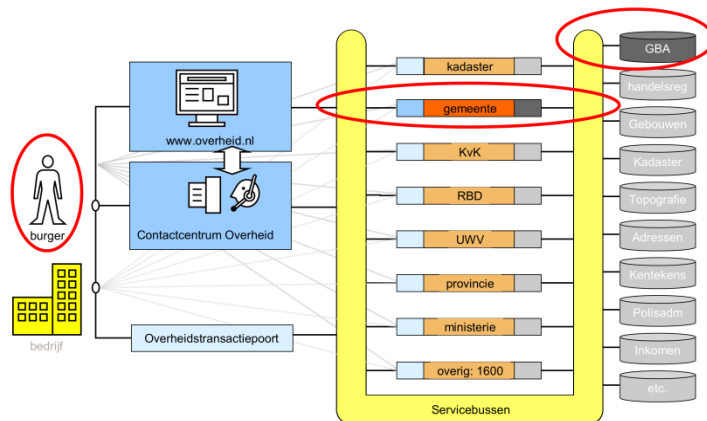 www.overheid.nl
Contactcentrum Overheid
burger
bedrijf
Overheidstransactiepoort
kadaster
gemeente
KvK
RBD
UWV
provincie
ministerie
overig: 1600
Servicebussen
GBA
handelsreg
Gebouwen
Kadaster
Topografie
Adressen
Kentekens
Polisadm
Inkomen
etc.